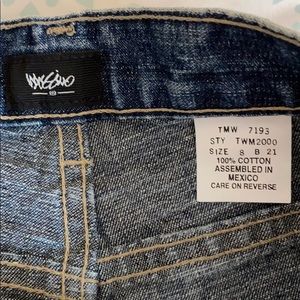 mossimo
TMW 7193
STY TWM2000
SIZE 8 B 21
100% COTTON
ASSEMBLED IN
MEXICO
CARE ON REVERSE